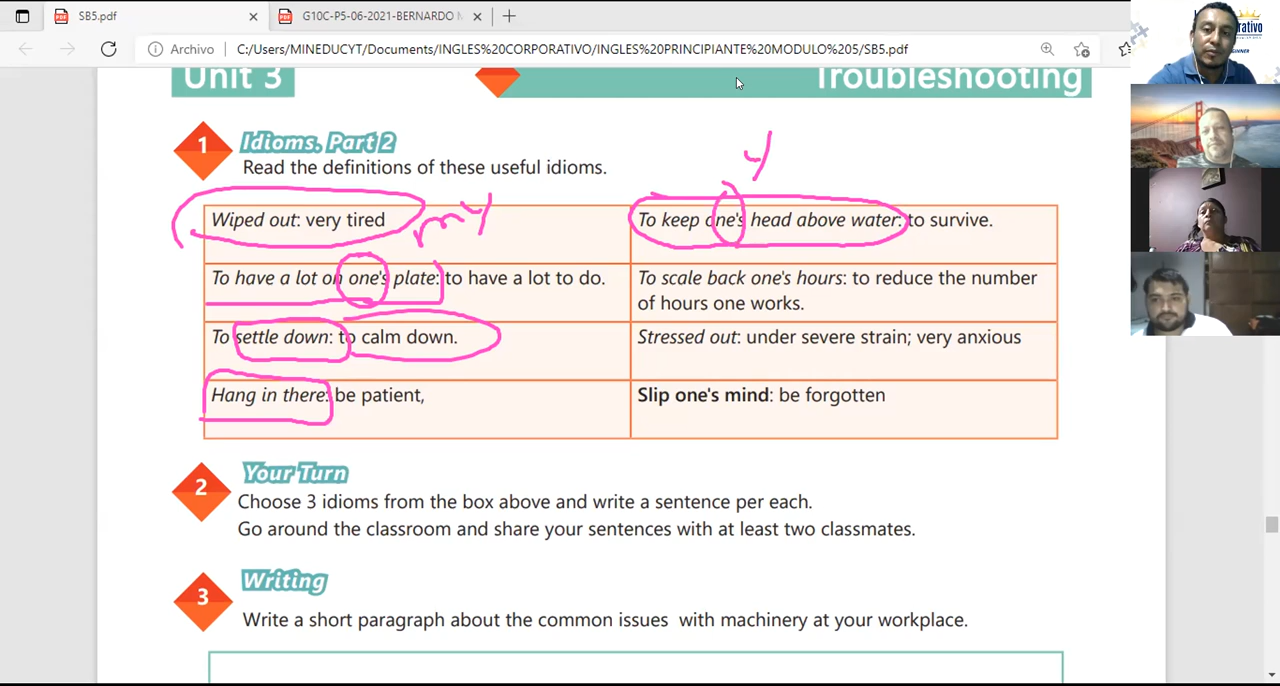 SB5.pdf
G10C-P5-06-2021-BERNARDO M
Archivo
C:/Users/MINEDUCYT/Documents/INGLES%20CORPORATIVO/INGLES%20PRINCIPIANTE%20MODULO%205/SB5.pdf
Unit 3
Troubleshooting
1
Idioms. Part 2
Read the definitions of these useful idioms.
y
my
Wiped out: very tired
To keep one's head above water: to survive.
To have a lot on one's plate: to have a lot to do.
To scale back one's hours: to reduce the number
of hours one works.
To settle down: to calm down.
Stressed out: under severe strain; very anxious
Hang in there: be patient,
Slip one's mind: be forgotten
2
Your Turn
Choose 3 idioms from the box above and write a sentence per each.
Go around the classroom and share your sentences with at least two classmates.
3
Writing
Write a short paragraph about the common issues with machinery at your workplace.